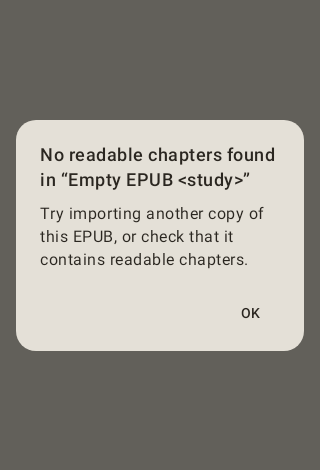 No readable chapters found
in “Empty EPUB <study>”
Try importing another copy of
this EPUB, or check that it
contains readable chapters.
OK